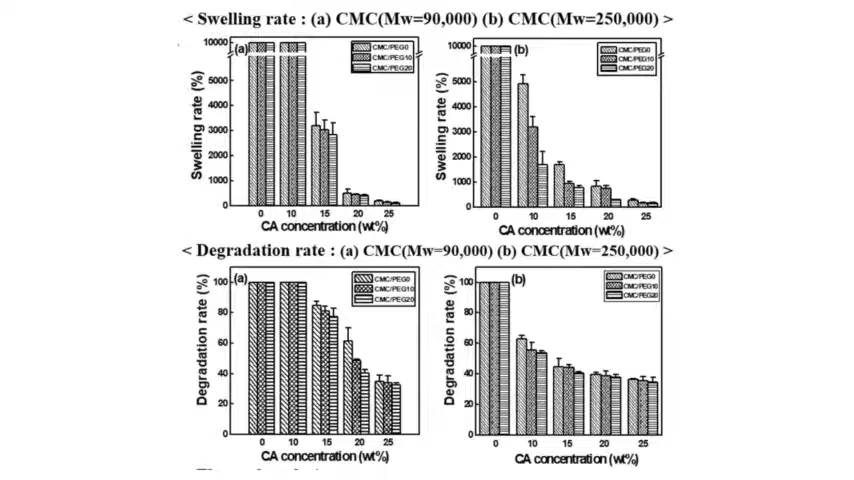 < Swelling rate : (a) CMC(Mw=90,000) (b) CMC(Mw=250,000) >
(a)
CMC/PEG0
CMC/PEG10
CMC/PEG20
Swelling rate (%)
10000
5000
4000
3000
2000
1000
0
0 10 15 20 25
CA concentration (wt%)
(b)
CMC/PEG0
CMC/PEG10
CMC/PEG20
Swelling rate (%)
10000
5000
4000
3000
2000
1000
0
0 10 15 20 25
CA concentration (wt%)
< Degradation rate : (a) CMC(Mw=90,000) (b) CMC(Mw=250,000) >
(a)
CMC/PEG0
CMC/PEG10
CMC/PEG20
Degradation rate (%)
100
80
60
40
20
0
0 10 15 20 25
CA concentration (wt%)
(b)
CMC/PEG0
CMC/PEG10
CMC/PEG20
Degradation rate (%)
100
80
60
40
20
0
0 10 15 20 25
CA concentration (wt%)